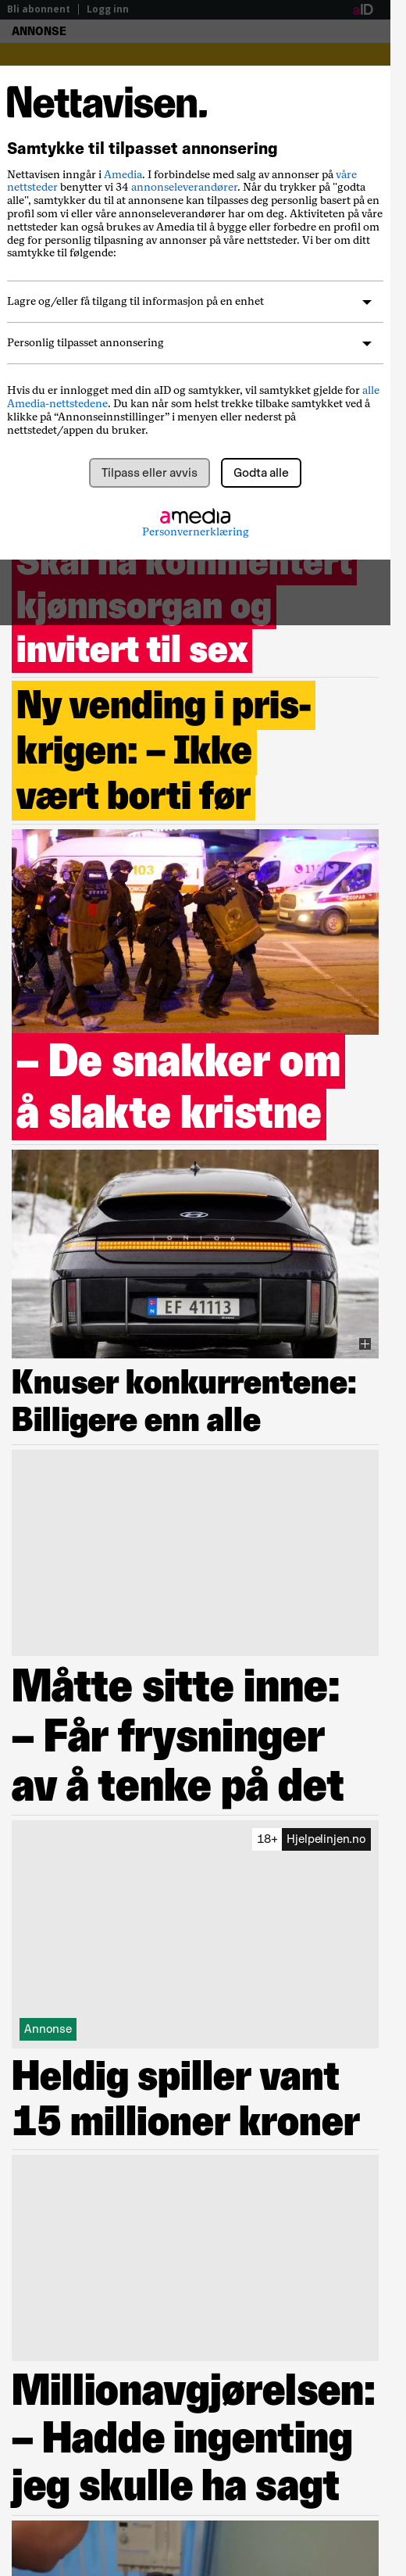 Bli abonnent | Logg inn
aID
ANNONSE
Nettavisen.
Samtykke til tilpasset annonsering
Nettavisen inngår i Amedia. I forbindelse med salg av annonser på våre
nettsteder benytter vi 34 annonseleverandører. Når du trykker på "godta
alle", samtykker du til at annonsene kan tilpasses deg personlig basert på en
profil som vi eller våre annonseleverandører har om deg. Aktiviteten på våre
nettsteder kan også brukes av Amedia til å bygge eller forbedre en profil om
deg for personlig tilpasning av annonser på våre nettsteder. Vi ber om ditt
samtykke til følgende:
Lagre og/eller få tilgang til informasjon på en enhet
Personlig tilpasset annonsering
Hvis du er innlogget med din aID og samtykker, vil samtykket gjelde for alle
Amedia-nettstedene. Du kan når som helst trekke tilbake samtykket ved å
klikke på “Annonseinnstillinger” i menyen eller nederst på
nettstedet/appen du bruker.
Tilpass eller avvis
Godta alle
amedia
Personvernerklæring
Skal ha kommentert
kjønnsorgan og
invitert til sex
Ny vending i pris-
krigen: – Ikke
vært borti før
103
– De snakker om
å slakte kristne
IONIQ 6
EF 41113
Knuser konkurrentene:
Billigere enn alle
Måtte sitte inne:
– Får frysninger
av å tenke på det
18+ Hjelpelinjen.no
Annonse
Heldig spiller vant
15 millioner kroner
Millionavgjørelsen:
– Hadde ingenting
jeg skulle ha sagt